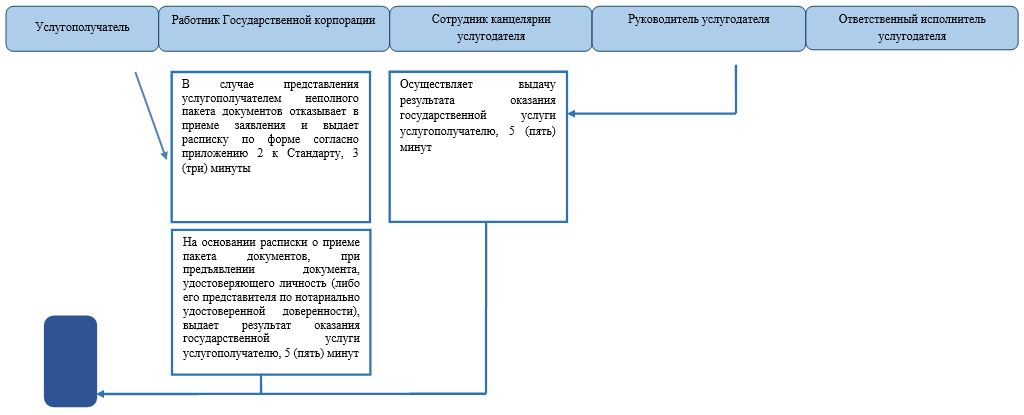 Услугополучатель
Работник Государственной корпорации
Сотрудник канцелярии
услугодателя
Руководитель услугодателя
Ответственный исполнитель
услугодателя
В случае представления
услугополучателем неполного
пакета документов отказывает в
приеме заявления и выдает
расписку по форме согласно
приложению 2 к Стандарту, 3
(три) минуты
Осуществляет выдачу
результата оказания
государственной услуги
услугополучателю, 5 (пять)
минут
На основании расписки о приеме
пакета документов, при
предъявлении документа,
удостоверяющего личность (либо
его представителя по нотариально
удостоверенной доверенности),
выдает результат оказания
государственной услуги
услугополучателю, 5 (пять) минут